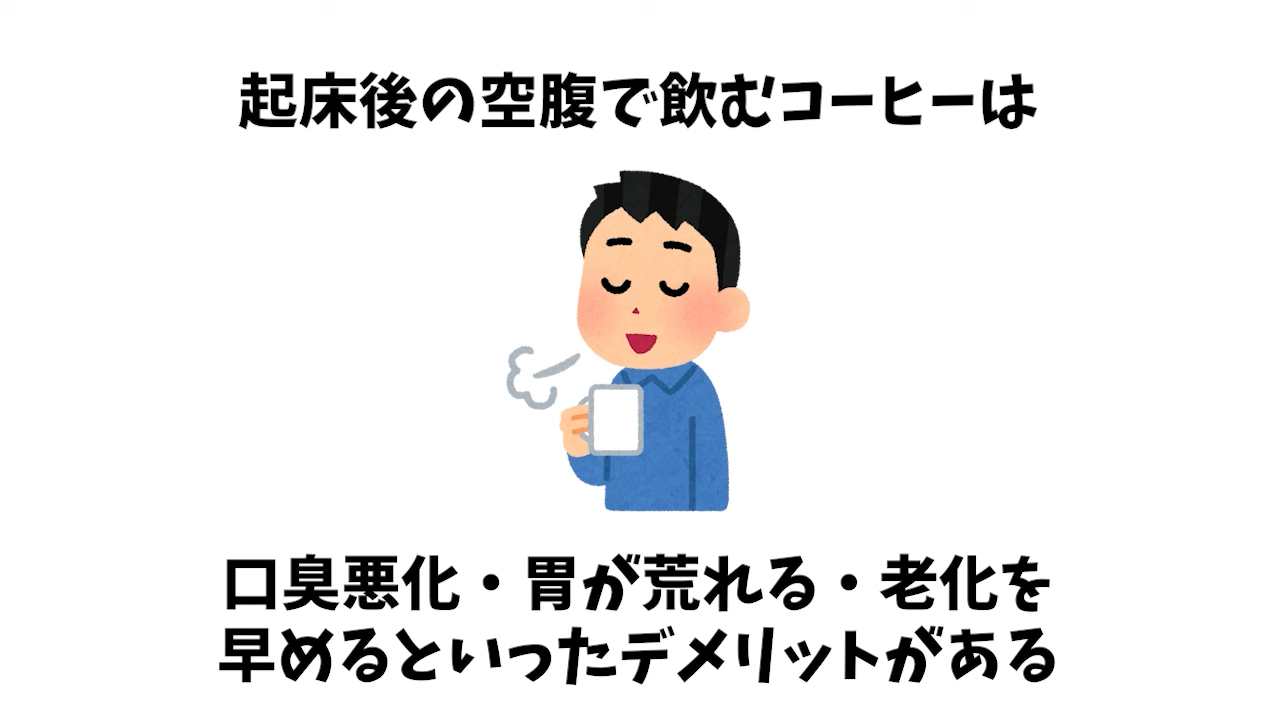 起床後の空腹で飲むコーヒーは
口臭悪化・胃が荒れる・老化を
早めるといったデメリットがある